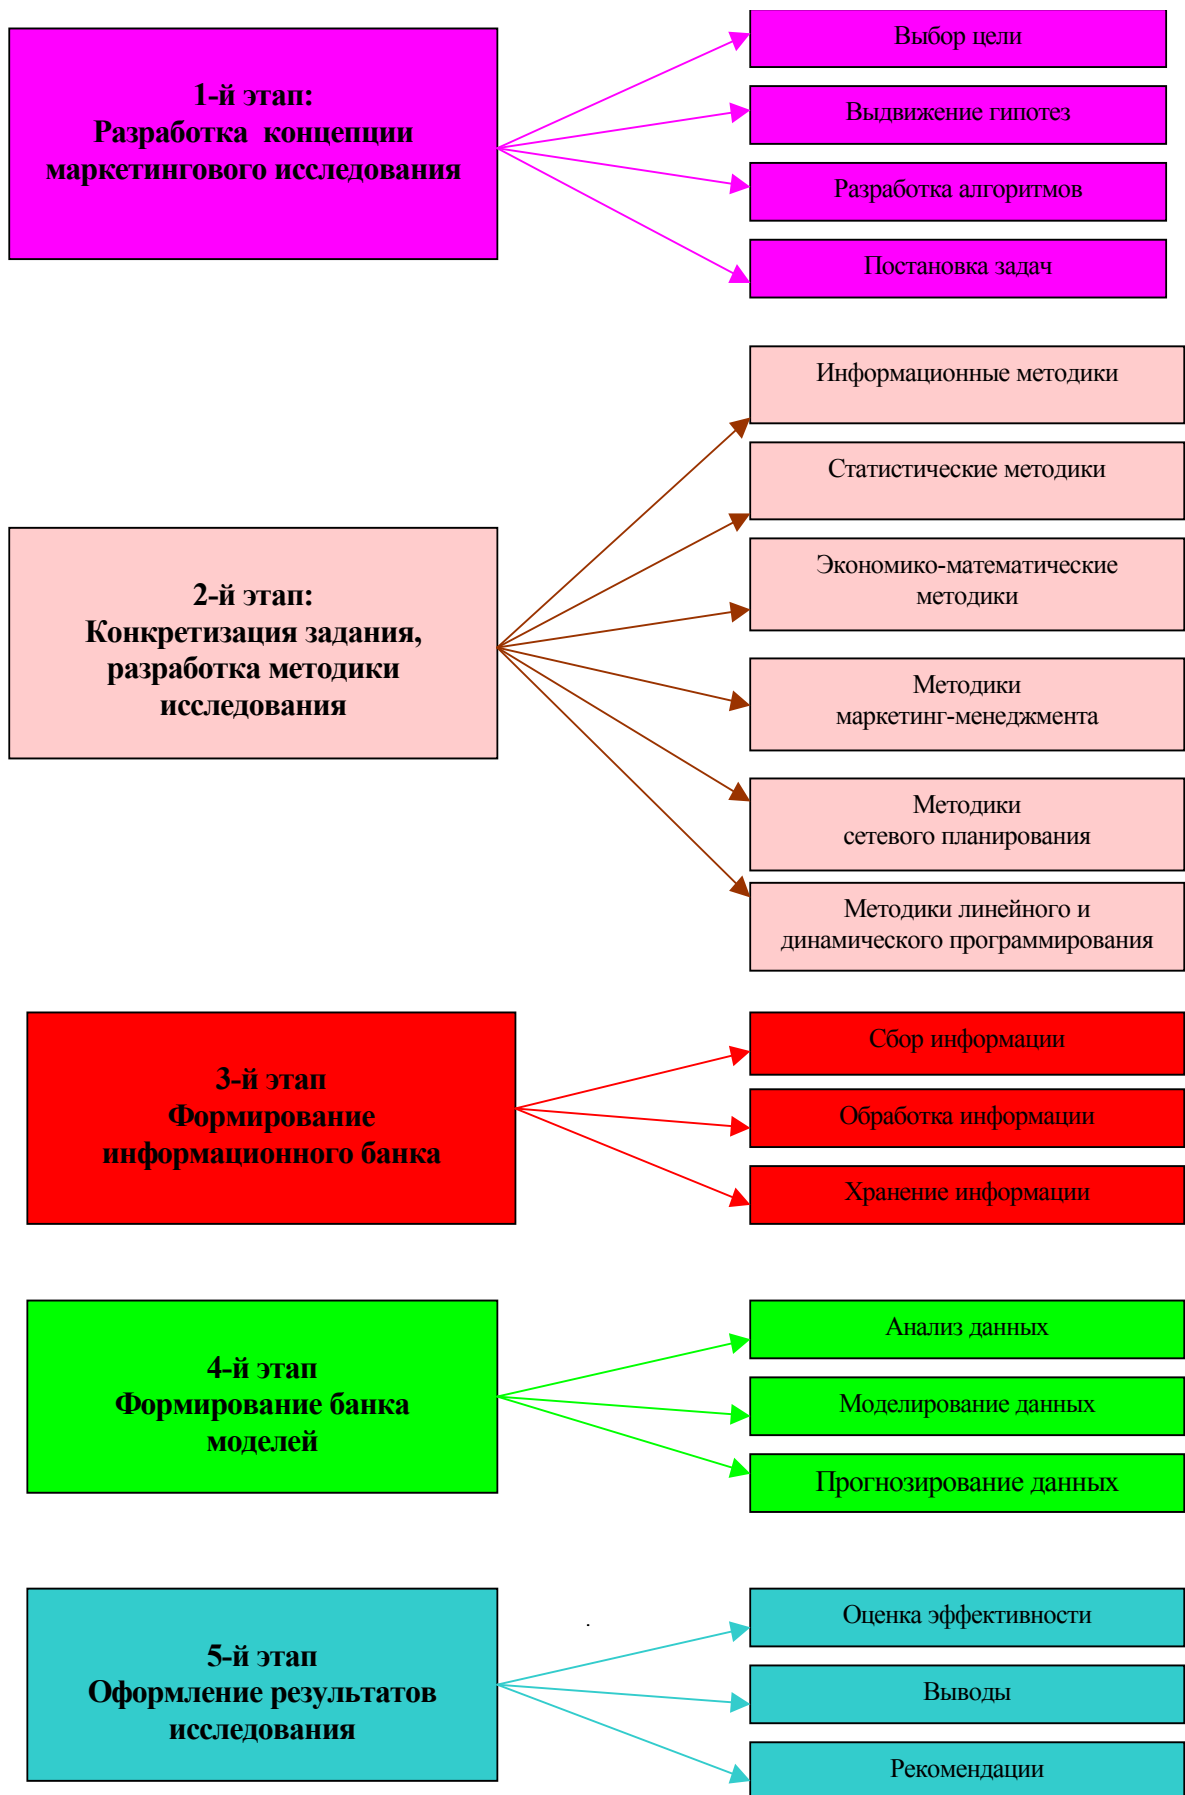 1-й этап:
Разработка концепции
маркетингового исследования
Выбор цели
Выдвижение гипотез
Разработка алгоритмов
Постановка задач
2-й этап:
Конкретизация задания,
разработка методики
исследования
Информационные методики
Статистические методики
Экономико-математические
методики
Методики
маркетинг-менеджмента
Методики
сетевого планирования
Методики линейного и
динамического программирования
3-й этап
Формирование
информационного банка
Сбор информации
Обработка информации
Хранение информации
4-й этап
Формирование банка
моделей
Анализ данных
Моделирование данных
Прогнозирование данных
5-й этап
Оформление результатов
исследования
.
Оценка эффективности
Выводы
Рекомендации